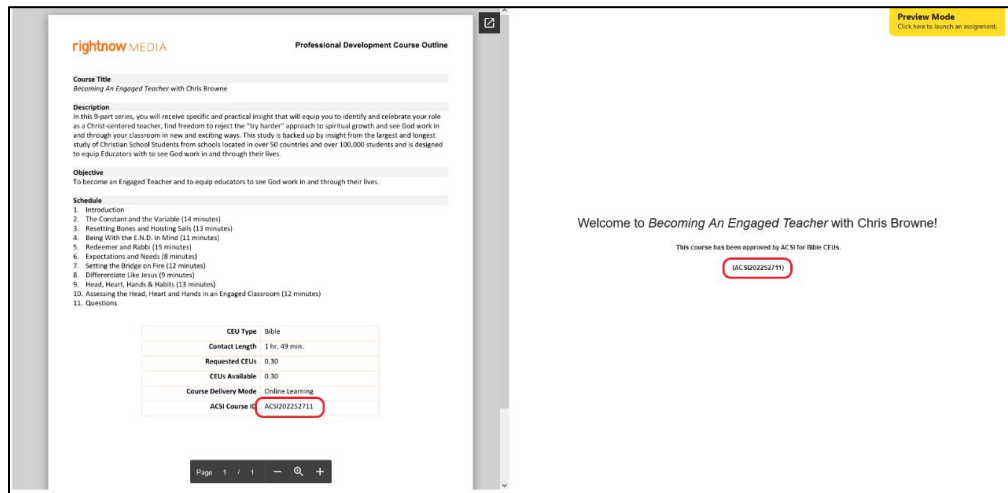 rightnow MEDIA
Professional Development Course Outline
Course Title
Becoming An Engaged Teacher with Chris Browne
Description
In this 9-part series, you will receive specific and practical insight that will equip you to identify and celebrate your role
as a Christ-centered teacher, find freedom to reject the "try harder" approach to spiritual growth and see God work in
and through your classroom in new and exciting ways. This study is backed up by insight from the largest and longest
study of Christian School Students from schools located in over 50 countries and over 100,000 students and is designed
to equip Educators with to see God work in and through their lives.
Objective
To become an Engaged Teacher and to equip educators to see God work in and through their lives.
Schedule
1. Introduction
2. The Constant and the Variable (14 minutes)
3. Resetting Bones and Hoisting Sails (13 minutes)
4. Being With the E.N.D. in Mind (11 minutes)
5. Redeemer and Rabbi (15 minutes)
6. Expectations and Needs (8 minutes)
7. Setting the Bridge on Fire (12 minutes)
8. Differentiate Like Jesus (9 minutes)
9. Head, Heart, Hands & Habits (13 minutes)
10. Assessing the Head, Heart and Hands in an Engaged Classroom (12 minutes)
11. Questions
CEU Type Bible
Contact Length 1 hr. 49 min.
Requested CEUs 0.30
CEUs Available 0.30
Course Delivery Mode Online Learning
ACSI Course ID ACSI202252711
Page 1 / 1
Preview Mode
Click here to launch an assignment.
Welcome to Becoming An Engaged Teacher with Chris Browne!
This course has been approved by ACSI for Bible CEUs.
(ACSI202252711)